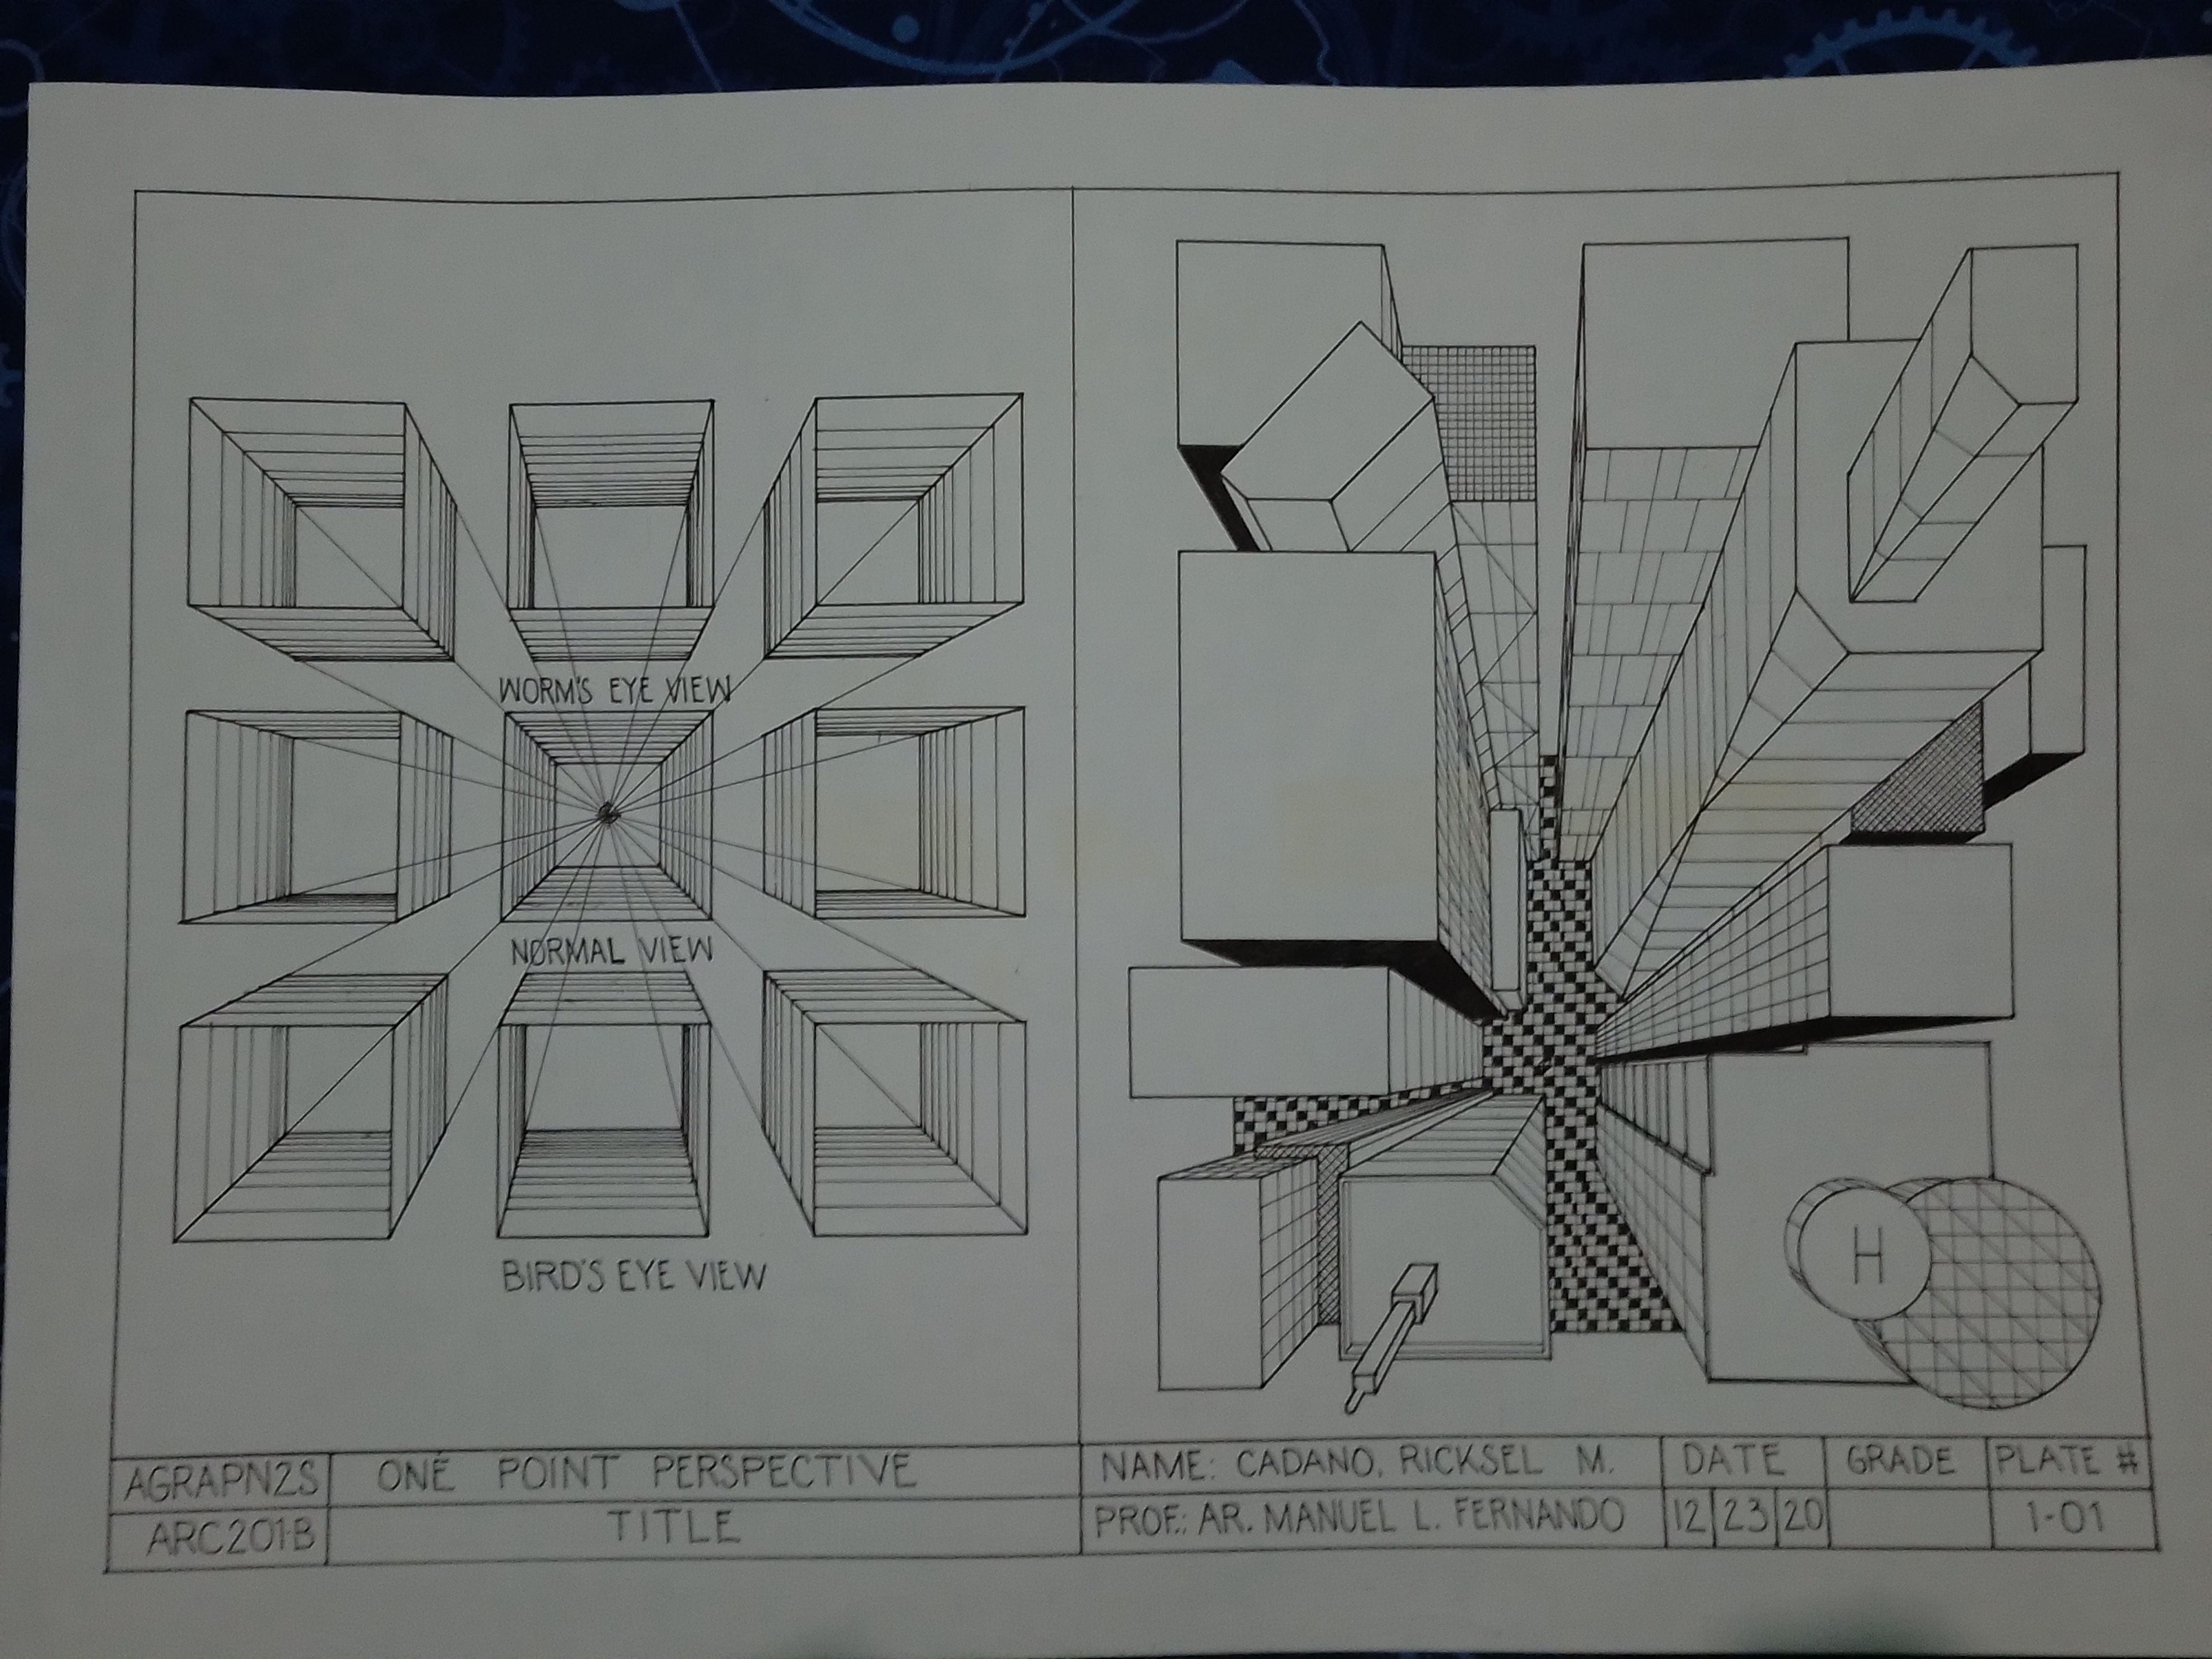 WORM'S EYE VIEW
NORMAL VIEW
BIRD'S EYE VIEW
H
AGRAPN2S
ONE POINT PERSPECTIVE
NAME: CADANO, RICKSEL M.
DATE
GRADE
PLATE #
ARC201-B
TITLE
PROF.: AR. MANUEL L. FERNANDO
12 23 20
1-01